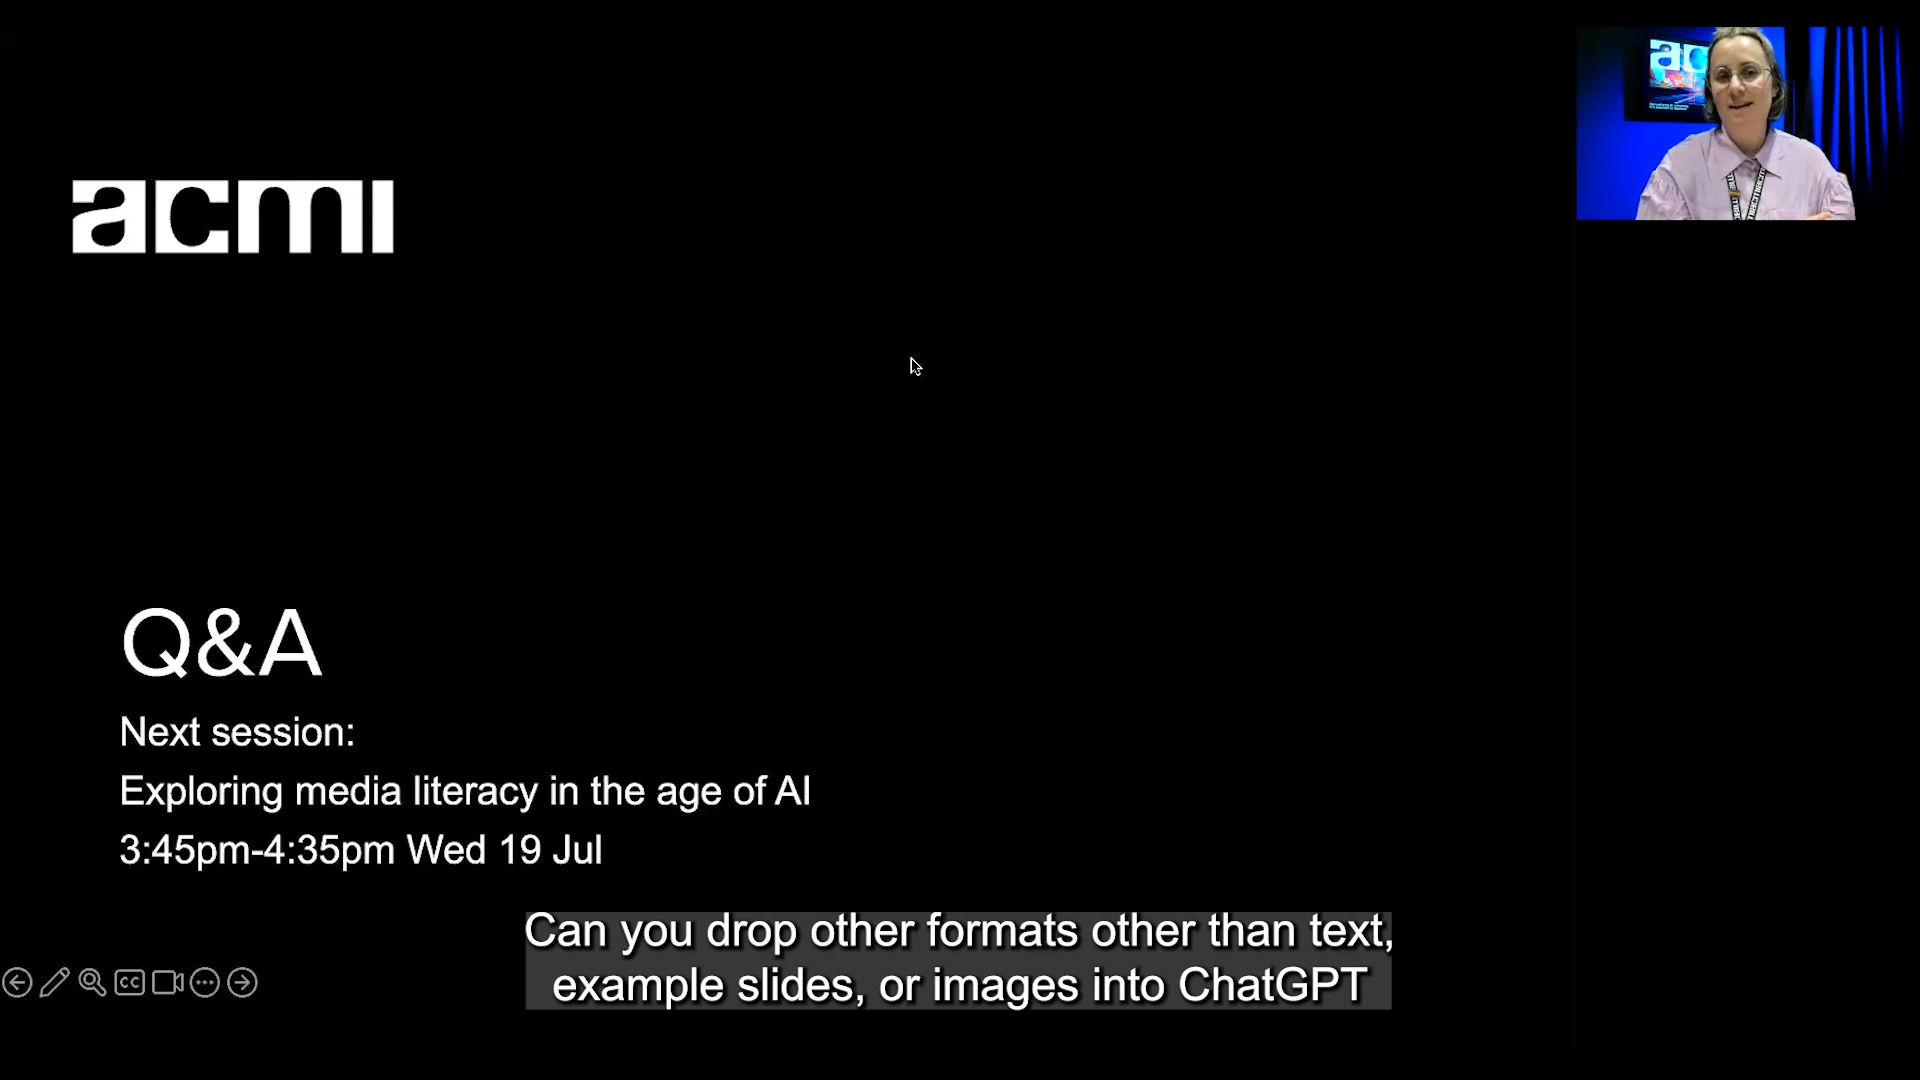 acmi
Q&A
Next session:
Exploring media literacy in the age of AI
3:45pm-4:35pm Wed 19 Jul
Can you drop other formats other than text,
example slides, or images into ChatGPT
CC